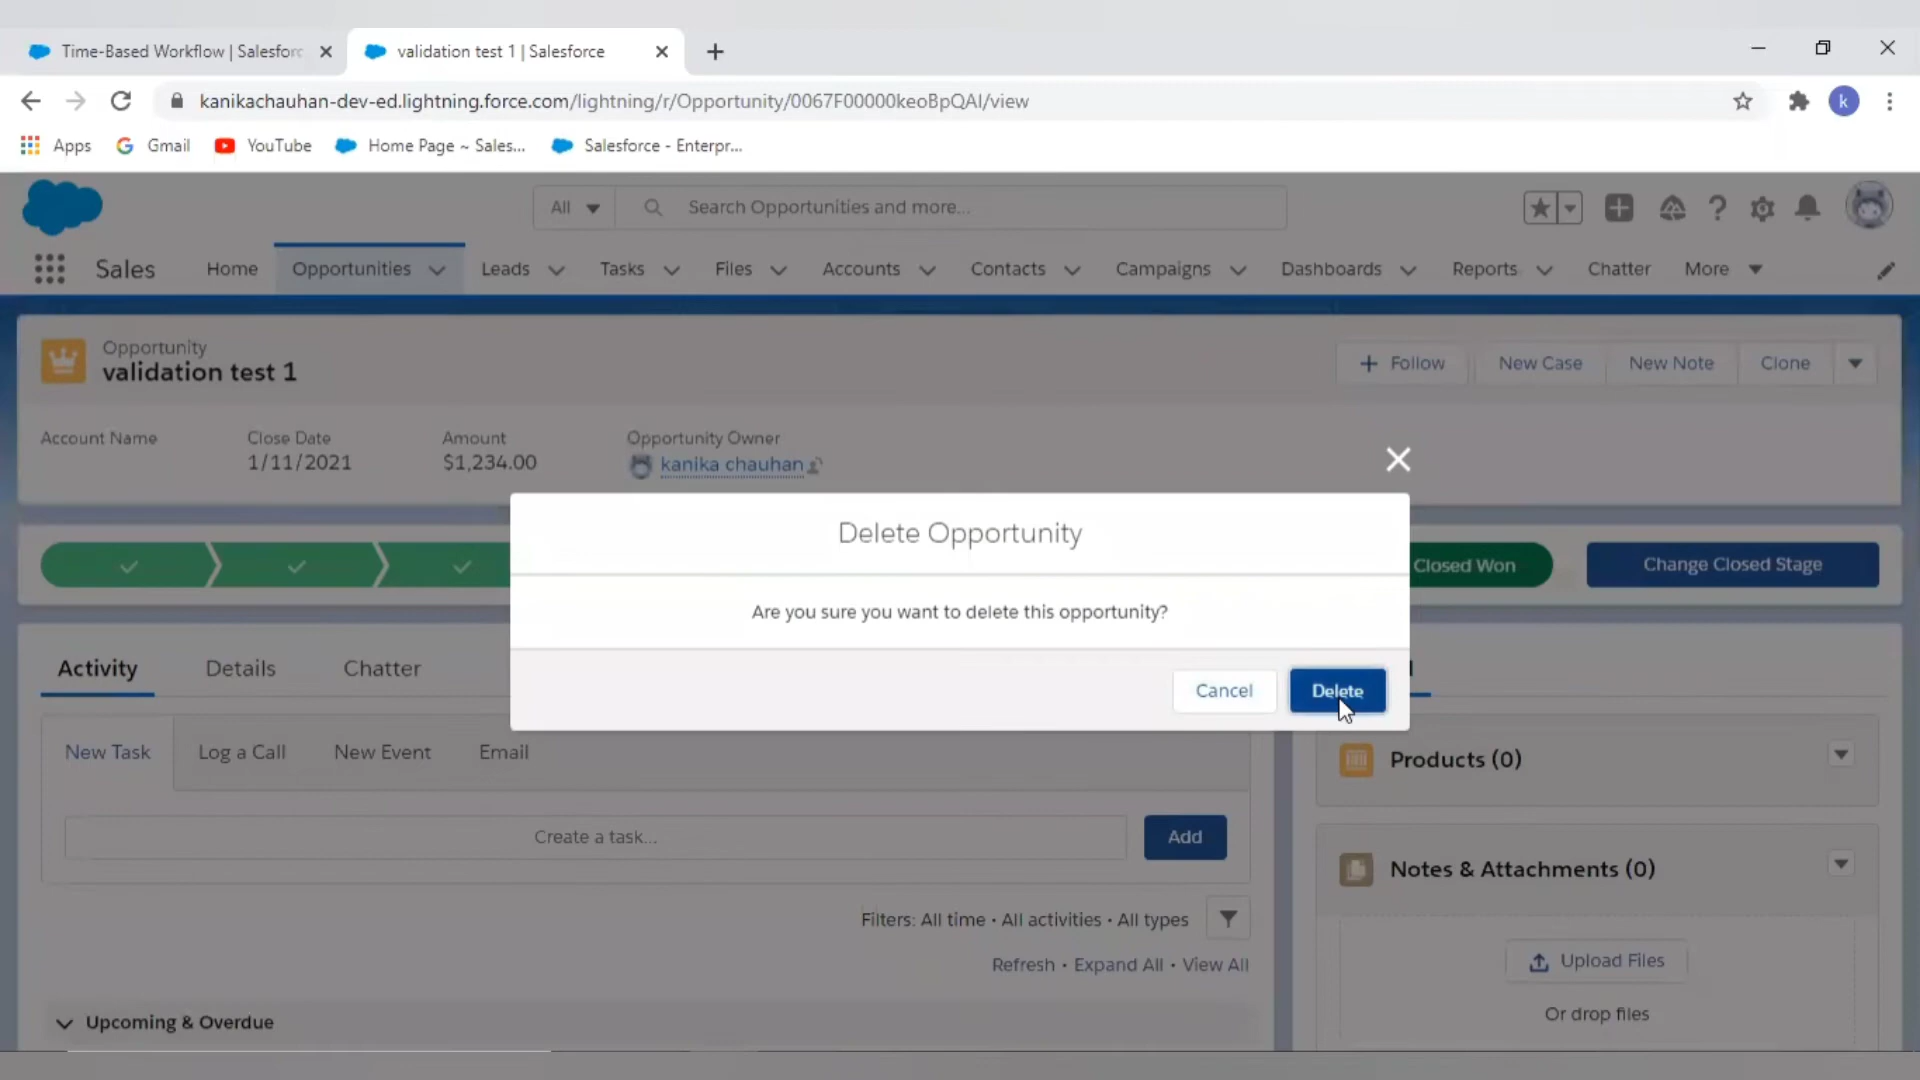 Time-Based Workflow | Salesforc
validation test 1 | Salesforce
kanikachauhan-dev-ed.lightning.force.com/lightning/r/Opportunity/0067F00000keoBpQAI/view
k
Apps
Gmail
YouTube
Home Page ~ Sales...
Salesforce - Enterpr...
All
Search Opportunities and more...
Sales
Home
Opportunities
Leads
Tasks
Files
Accounts
Contacts
Campaigns
Dashboards
Reports
Chatter
More
Opportunity
validation test 1
+ Follow
New Case
New Note
Clone
Account Name
Close Date
1/11/2021
Amount
$1,234.00
Opportunity Owner
kanika chauhan
Delete Opportunity
Are you sure you want to delete this opportunity?
Cancel
Delete
Closed Won
Change Closed Stage
Activity
Details
Chatter
New Task
Log a Call
New Event
Email
Create a task...
Add
Filters: All time • All activities • All types
Refresh • Expand All • View All
Upcoming & Overdue
Products (0)
Notes & Attachments (0)
Upload Files
Or drop files